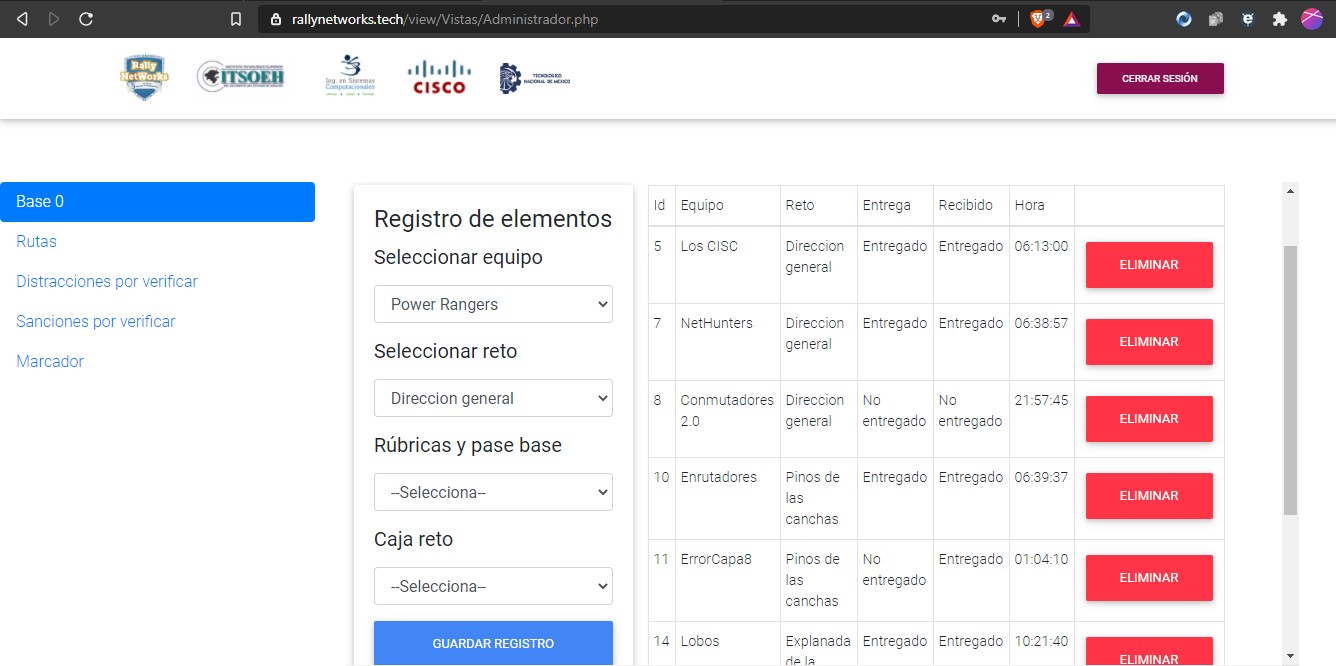 rallynetworks.tech/view/Vistas/Administrador.php
2
Rally
NetWorks
ITSOEH
Ing. en Sistemas
Computacionales
CISCO
TECNOLÓGICO
NACIONAL DE MÉXICO
CERRAR SESIÓN
Base 0
Rutas
Distracciones por verificar
Sanciones por verificar
Marcador
Registro de elementos
Seleccionar equipo
Power Rangers
Seleccionar reto
Direccion general
Rúbricas y pase base
--Selecciona--
Caja reto
--Selecciona--
GUARDAR REGISTRO
Id Equipo Reto Entrega Recibido Hora
5 Los CISC Direccion Entregado Entregado 06:13:00 ELIMINAR
general
7 NetHunters Direccion Entregado Entregado 06:38:57 ELIMINAR
general
8 Conmutadores Direccion No No 21:57:45 ELIMINAR
2.0 general entregado entregado
10 Enrutadores Pinos de Entregado Entregado 06:39:37 ELIMINAR
las
canchas
11 ErrorCapa8 Pinos de No Entregado 01:04:10 ELIMINAR
las entregado
canchas
14 Lobos Explanada Entregado Entregado 10:21:40 ELIMINAR
de la